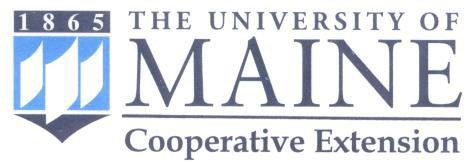 1865
THE UNIVERSITY OF
MAINE
Cooperative Extension